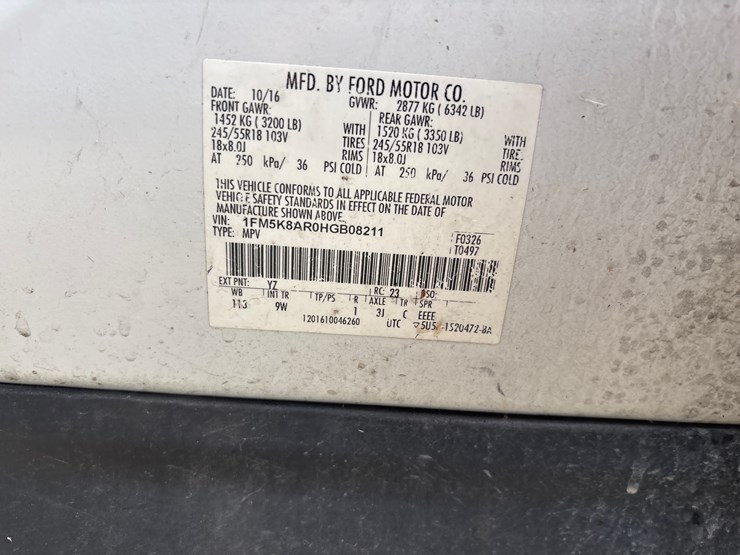 MFD. BY FORD MOTOR CO.
DATE: 10/16 GVWR: 2877 KG ( 6342 LB)
FRONT GAWR: REAR GAWR:
1452 KG ( 3200 LB) WITH 1520 KG ( 3350 LB) WITH
245/55R18 103V TIRES 245/55R18 103V TIRE
18x8.0J RIMS 18x8.0J RIMS
AT 250 kPa/ 36 PSI COLD AT 250 kPa/ 36 PSI COLD
THIS VEHICLE CONFORMS TO ALL APPLICABLE FEDERAL MOTOR
VEHICLE SAFETY STANDARDS IN EFFECT ON THE DATE OF
MANUFACTURE SHOWN ABOVE.
VIN: 1FM5K8AR0HGB08211 F0326
TYPE: MPV T0497
EXT PNT: YZ RC: 23 DSO:
WB INT TR TP/PS R AXLE TR SPR
113 9W 1 3J C EEEE
1201610046260 UTC